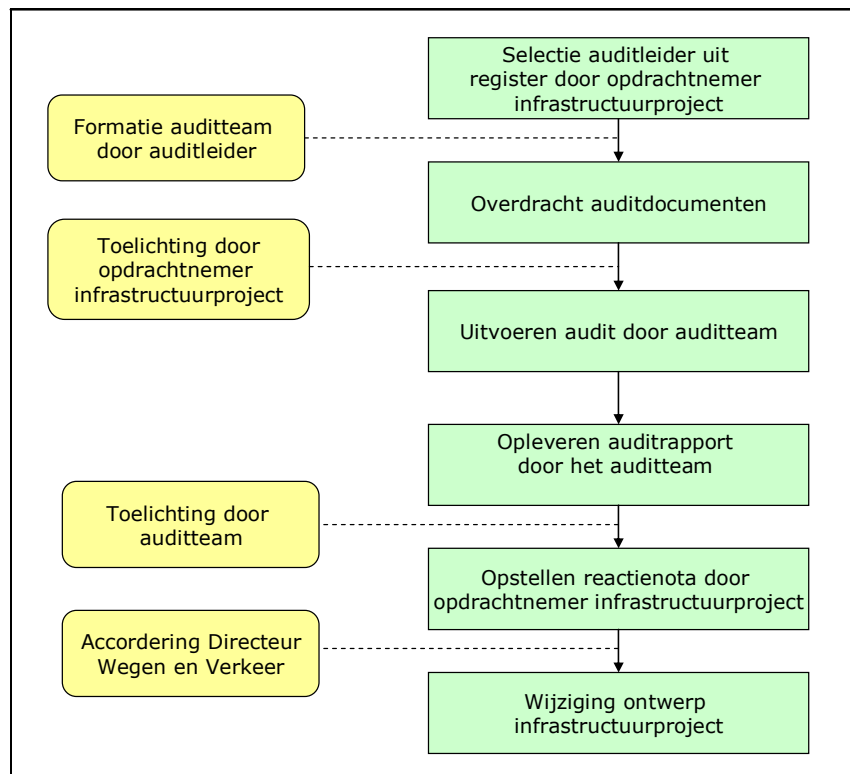 Selectie auditleider uit
register door opdrachtnemer
infrastructuurproject
Formatie auditteam
door auditleider
Overdracht auditdocumenten
Toelichting door
opdrachtnemer
infrastructuurproject
Uitvoeren audit door auditteam
Opleveren auditrapport
door het auditteam
Toelichting door
auditteam
Opstellen reactienota door
opdrachtnemer infrastructuurproject
Accordering Directeur
Wegen en Verkeer
Wijziging ontwerp
infrastructuurproject